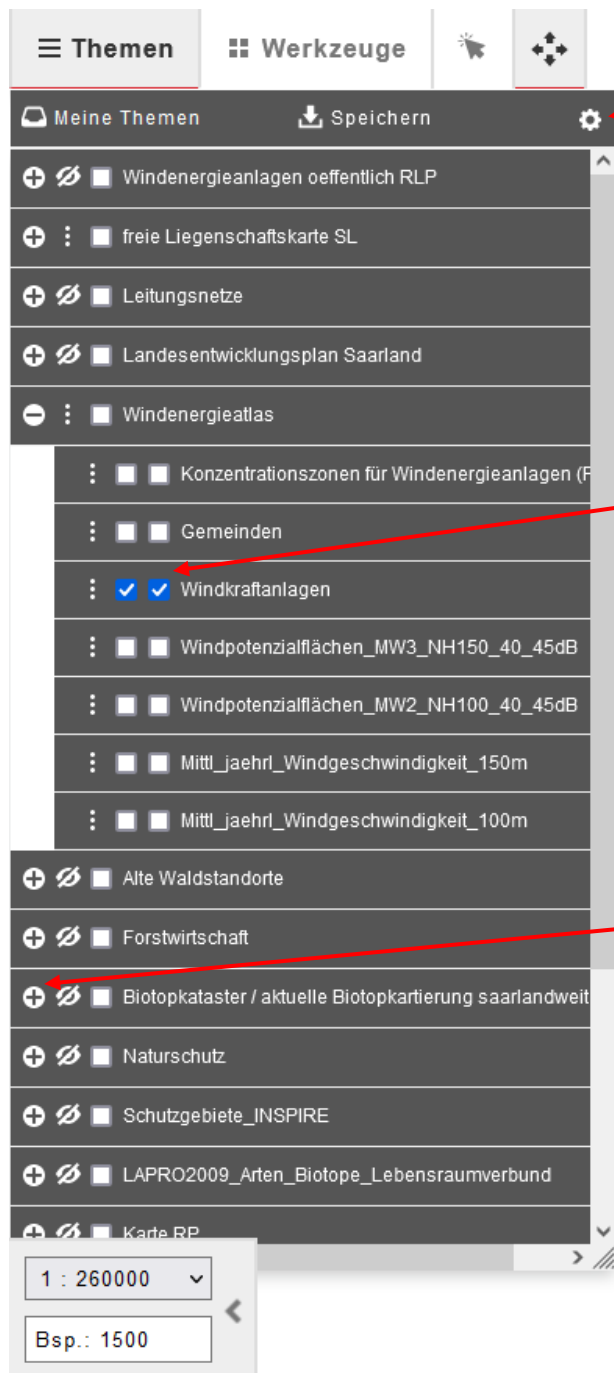 Themen Werkzeuge
Meine Themen Speichern
Windenergieanlagen oeffentlich RLP
freie Liegenschaftskarte SL
Leitungsnetze
Landesentwicklungsplan Saarland
Windenergieatlas
Konzentrationszonen für Windenergieanlagen (F
Gemeinden
Windkraftanlagen
Windpotenzialflächen_MW3_NH150_40_45dB
Windpotenzialflächen_MW2_NH100_40_45dB
Mittl_jaehrl_Windgeschwindigkeit_150m
Mittl_jaehrl_Windgeschwindigkeit_100m
Alte Waldstandorte
Forstwirtschaft
Biotopkataster / aktuelle Biotopkartierung saarlandweit
Naturschutz
Schutzgebiete_INSPIRE
LAPRO2009_Arten_Biotope_Lebensraumverbund
Karte RP
1 : 260000
Bsp.: 1500